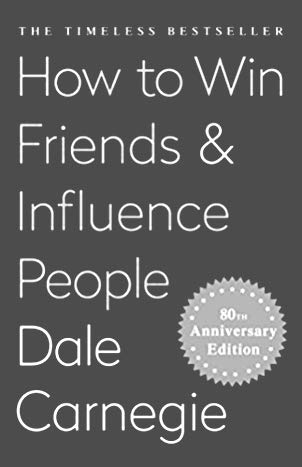 THE TIMELESS BESTSELLER
How to Win
Friends &
Influence
People
80TH
Anniversary
Edition
Dale
Carnegie